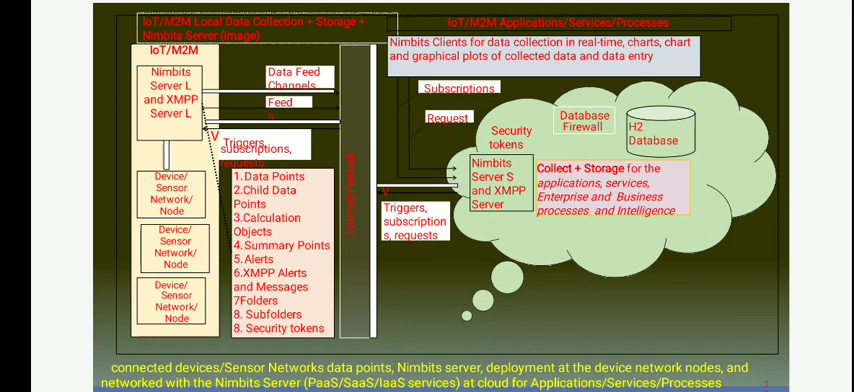 IoT/M2M Local Data Collection + Storage +
Nimbits Server (image)
IoT/M2M Applications/Services/Processes
Nimbits Clients for data collection in real-time, charts, chart
and graphical plots of collected data and data entry
IoT/M2M
Nimbits
Server L
and XMPP
Server L
Data Feed
Channels
Feed
s
V
Triggers,
subscriptions,
requests
Device/
Sensor
Network/
Node
Device/
Sensor
Network/
Node
Device/
Sensor
Network/
Node
1. Data Points
2.Child Data
Points
3.Calculation
Objects
4. Summary Points
5. Alerts
6.XMPP Alerts
and Messages
7Folders
8. Subfolders
8. Security tokens
Firewall
Subscriptions
Request
Security
tokens
Database
Firewall
H2
Database
Nimbits
Server S
and XMPP
Server
Collect + Storage for the
applications, services,
Enterprise and Business
processes and Intelligence
V
Triggers,
subscription
s, requests
connected devices/Sensor Networks data points, Nimbits server, deployment at the device network nodes, and
networked with the Nimbits Server (PaaS/SaaS/IaaS services) at cloud for Applications/Services/Processes
1